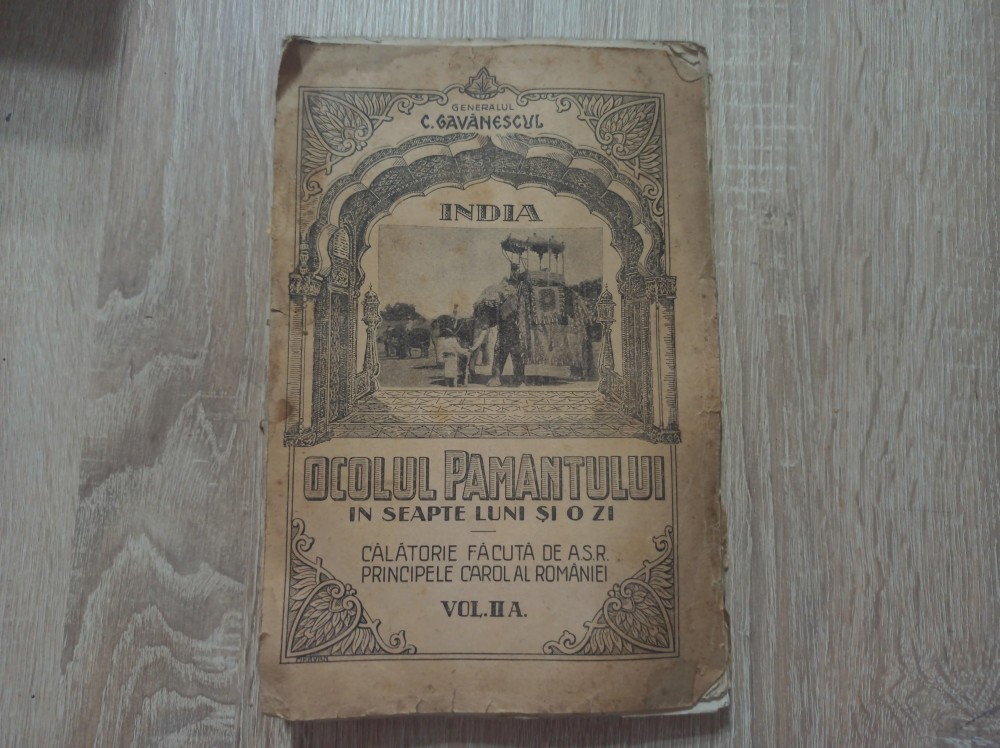 GENERALUL
C. GAVĂNESCUL
INDIA
OCOLUL PAMANTULUI
IN SEAPTE LUNI ȘI O ZI
CĂLĂTORIE FĂCUTĂ DE A.S.R.
PRINCIPELE CAROL AL ROMÂNIEI
VOL. II A.